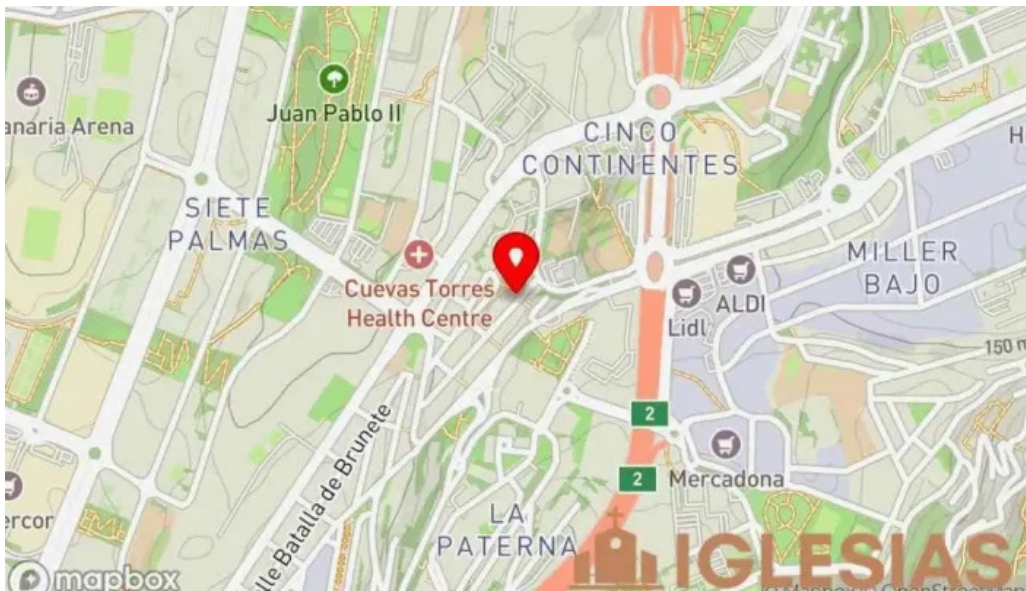 Juan Pablo II
anaria Arena
CINCO
CONTINENTES
SIETE
PALMAS
MILLER
BAJO
Cuevas Torres
Health Centre
ALDI
Lidl
150 m
2
lle Batalla de Brunete
2
Mercadona
ercor
LA
PATERNA
IGLESIAS
mapbox